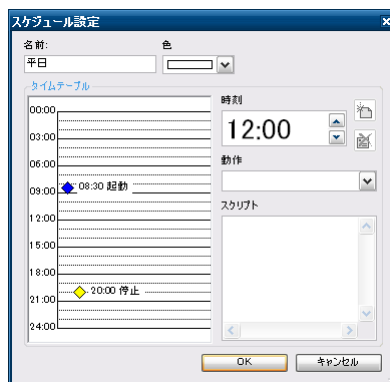 スケジュール設定
名前:
色
平日
タイムテーブル
時刻
00:00
03:00
06:00
09:00
12:00
15:00
18:00
21:00
24:00
08:30 起動
20:00 停止
12:00
動作
スクリプト
OK
キャンセル